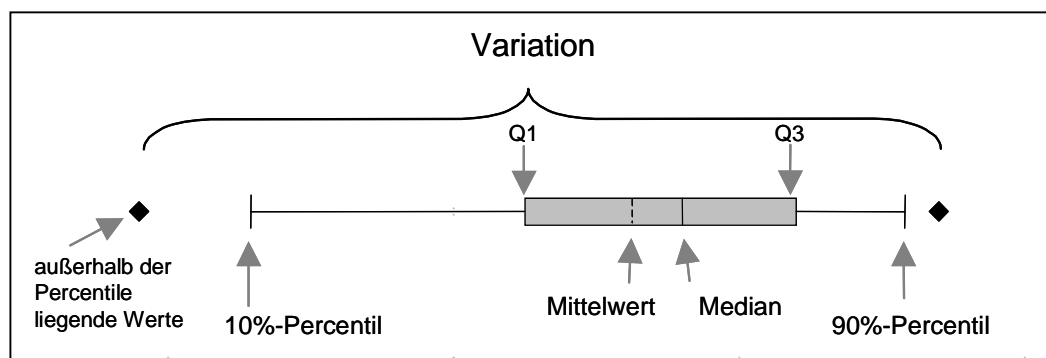 Variation
Q1
Q3
außerhalb der
Percentile
liegende Werte
10%-Percentil
Mittelwert
Median
90%-Percentil